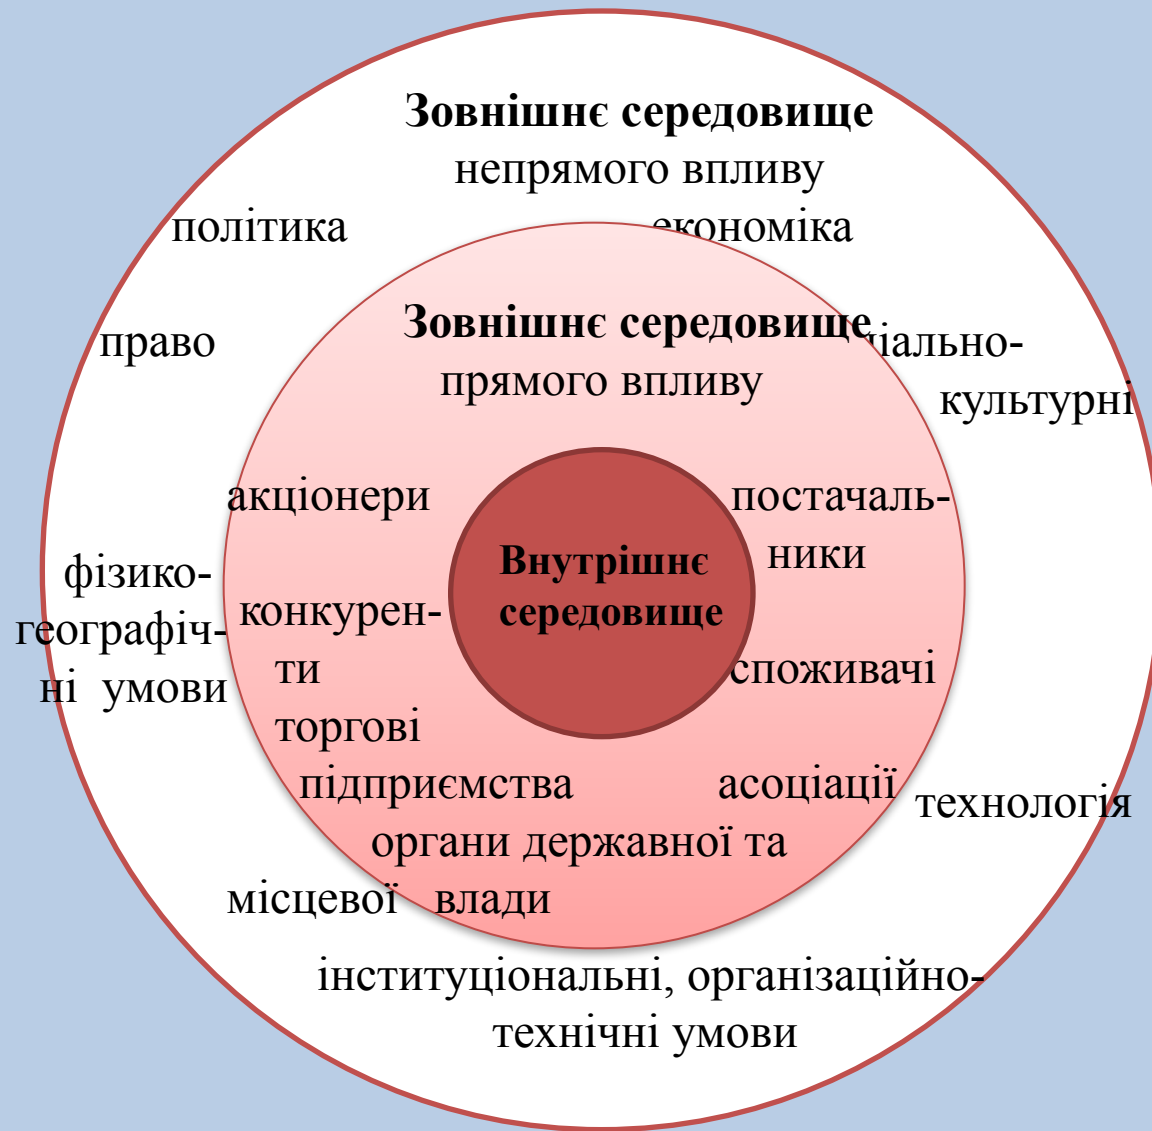 Зовнішнє середовище
непрямого впливу
політика економіка
право
Зовнішнє середовище
прямого впливу
іально-
культурні
акціонери
постачаль-
ники
Внутрішнє
середовище
фізико-
географіч-
ні умови
конкурен-
ти
споживачі
торгові
підприємства
асоціації
технологія
органи державної та
місцевої влади
інституціональні, організаційно-
технічні умови